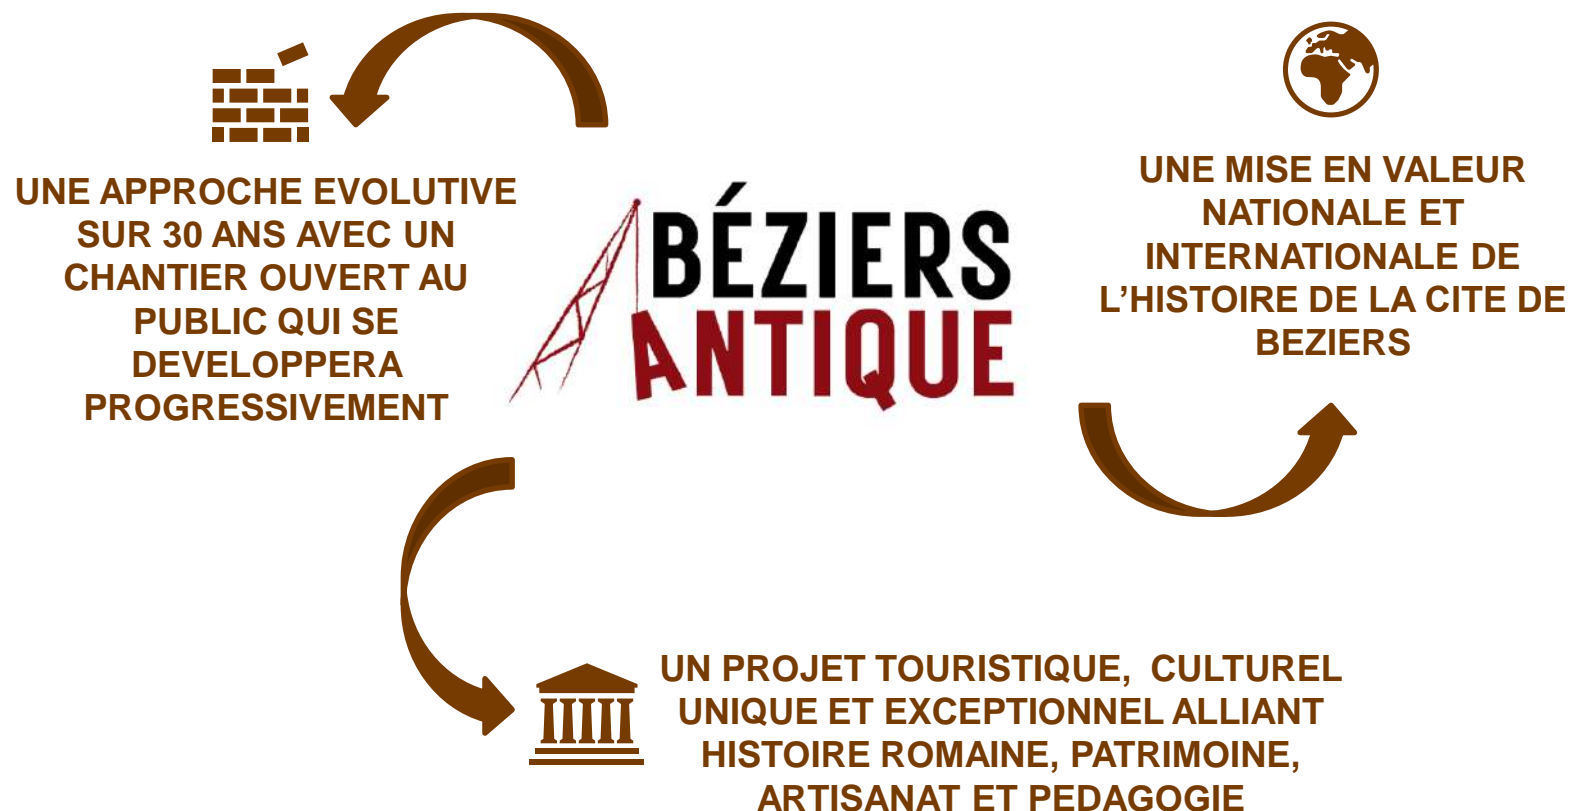 UNE APPROCHE EVOLUTIVE
SUR 30 ANS AVEC UN
CHANTIER OUVERT AU
PUBLIC QUI SE
DEVELOPPERA
PROGRESSIVEMENT
BÉZIERS
ANTIQUE
UNE MISE EN VALEUR
NATIONALE ET
INTERNATIONALE DE
L’HISTOIRE DE LA CITE DE
BEZIERS
UN PROJET TOURISTIQUE, CULTUREL
UNIQUE ET EXCEPTIONNEL ALLIANT
HISTOIRE ROMAINE, PATRIMOINE,
ARTISANAT ET PEDAGOGIE